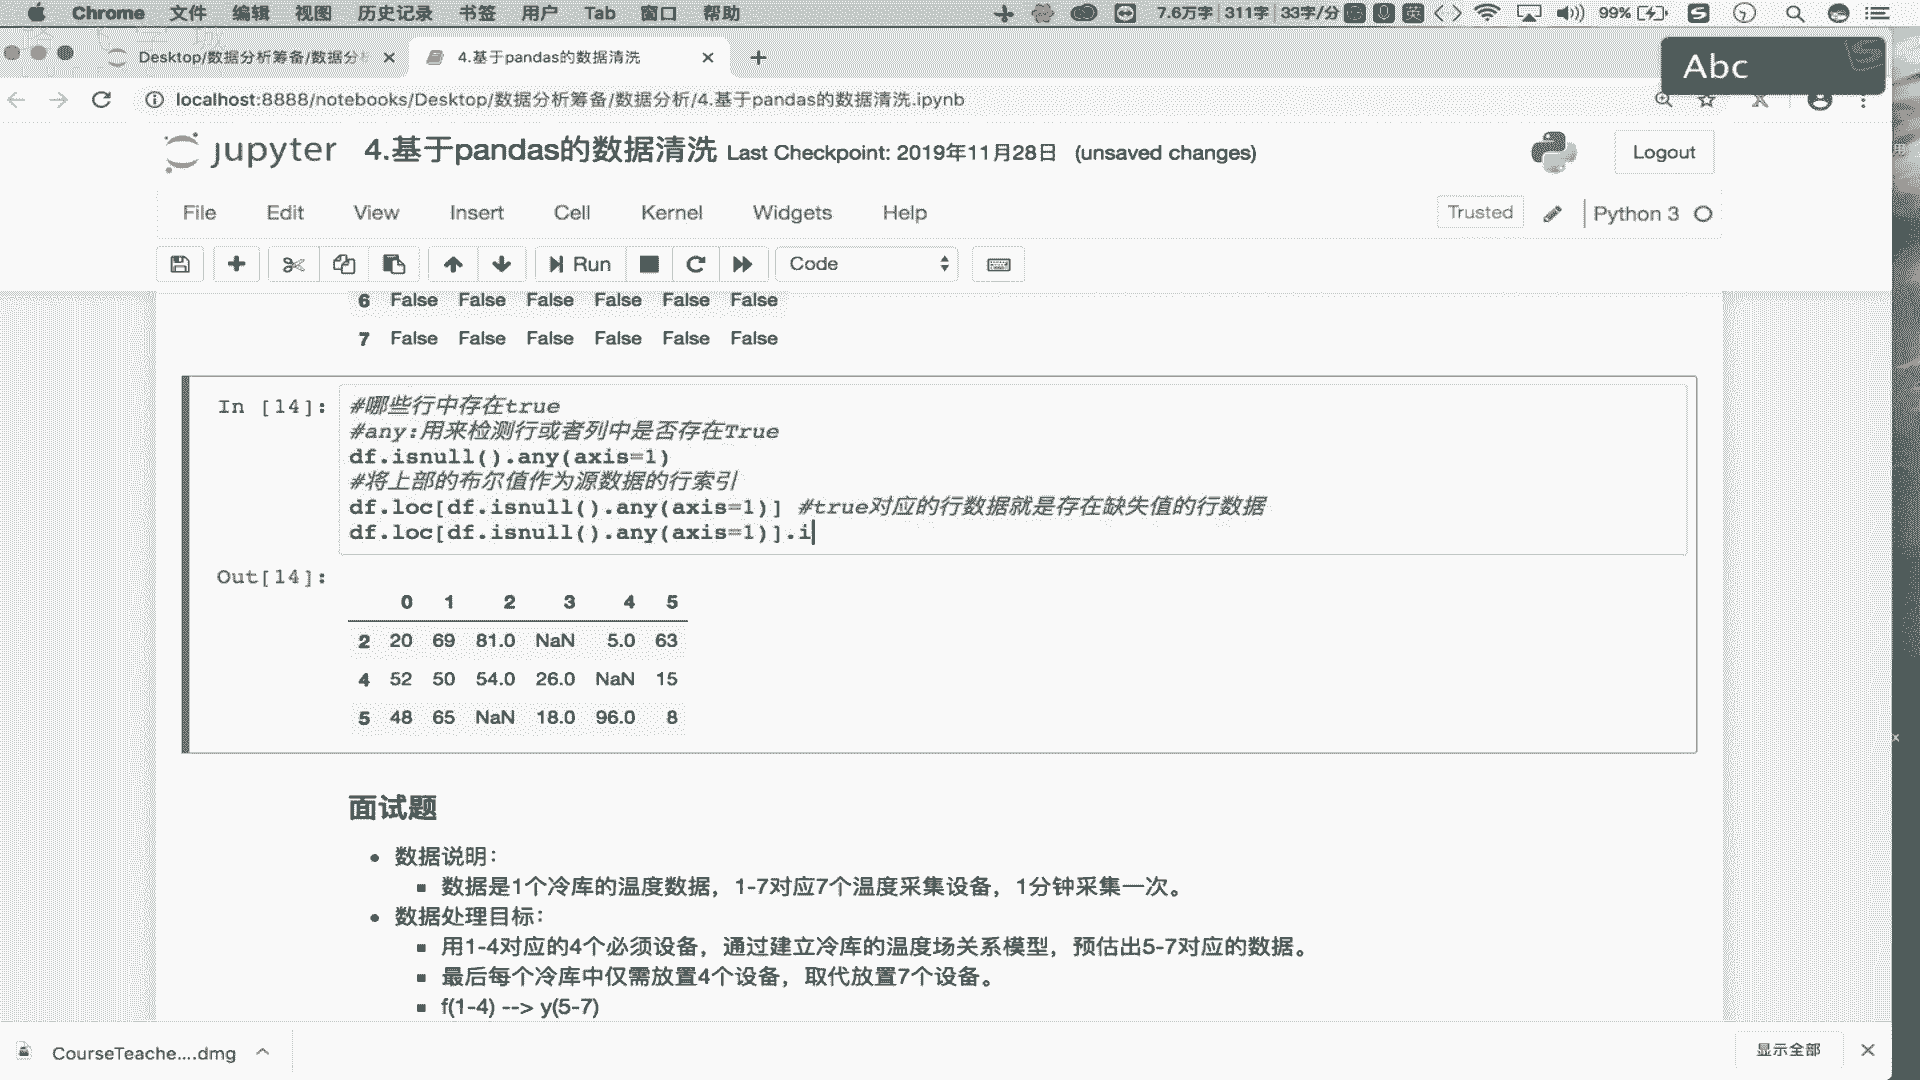 Chrome 文件 编辑 视图 历史记录 书签 用户 Tab 窗口 帮助 7.6万字 311字 33字/分 英 99%
Desktop/数据分析筹备/数据分 4.基于pandas的数据清洗
Abc
localhost:8888/notebooks/Desktop/数据分析筹备/数据分析/4.基于pandas的数据清洗.ipynb
jupyter 4.基于pandas的数据清洗 Last Checkpoint: 2019年11月28日 (unsaved changes) Logout
File Edit View Insert Cell Kernel Widgets Help Trusted Python 3
Run Code
6 False False False False False False
7 False False False False False False
In [14]: #哪些行中存在true
#any:用来检测行或者列中是否存在True
df.isnull().any(axis=1)
#将上部的布尔值作为源数据的行索引
df.loc[df.isnull().any(axis=1)] #true对应的行数据就是存在缺失值的行数据
df.loc[df.isnull().any(axis=1)].i
Out[14]:
0 1 2 3 4 5
2 20 69 81.0 NaN 5.0 63
4 52 50 54.0 26.0 NaN 15
5 48 65 NaN 18.0 96.0 8
面试题
数据说明：
数据是1个冷库的温度数据，1-7对应7个温度采集设备，1分钟采集一次。
数据处理目标：
用1-4对应的4个必须设备，通过建立冷库的温度场关系模型，预估出5-7对应的数据。
最后每个冷库中仅需放置4个设备，取代放置7个设备。
f(1-4) --> y(5-7)
CourseTeache....dmg 显示全部